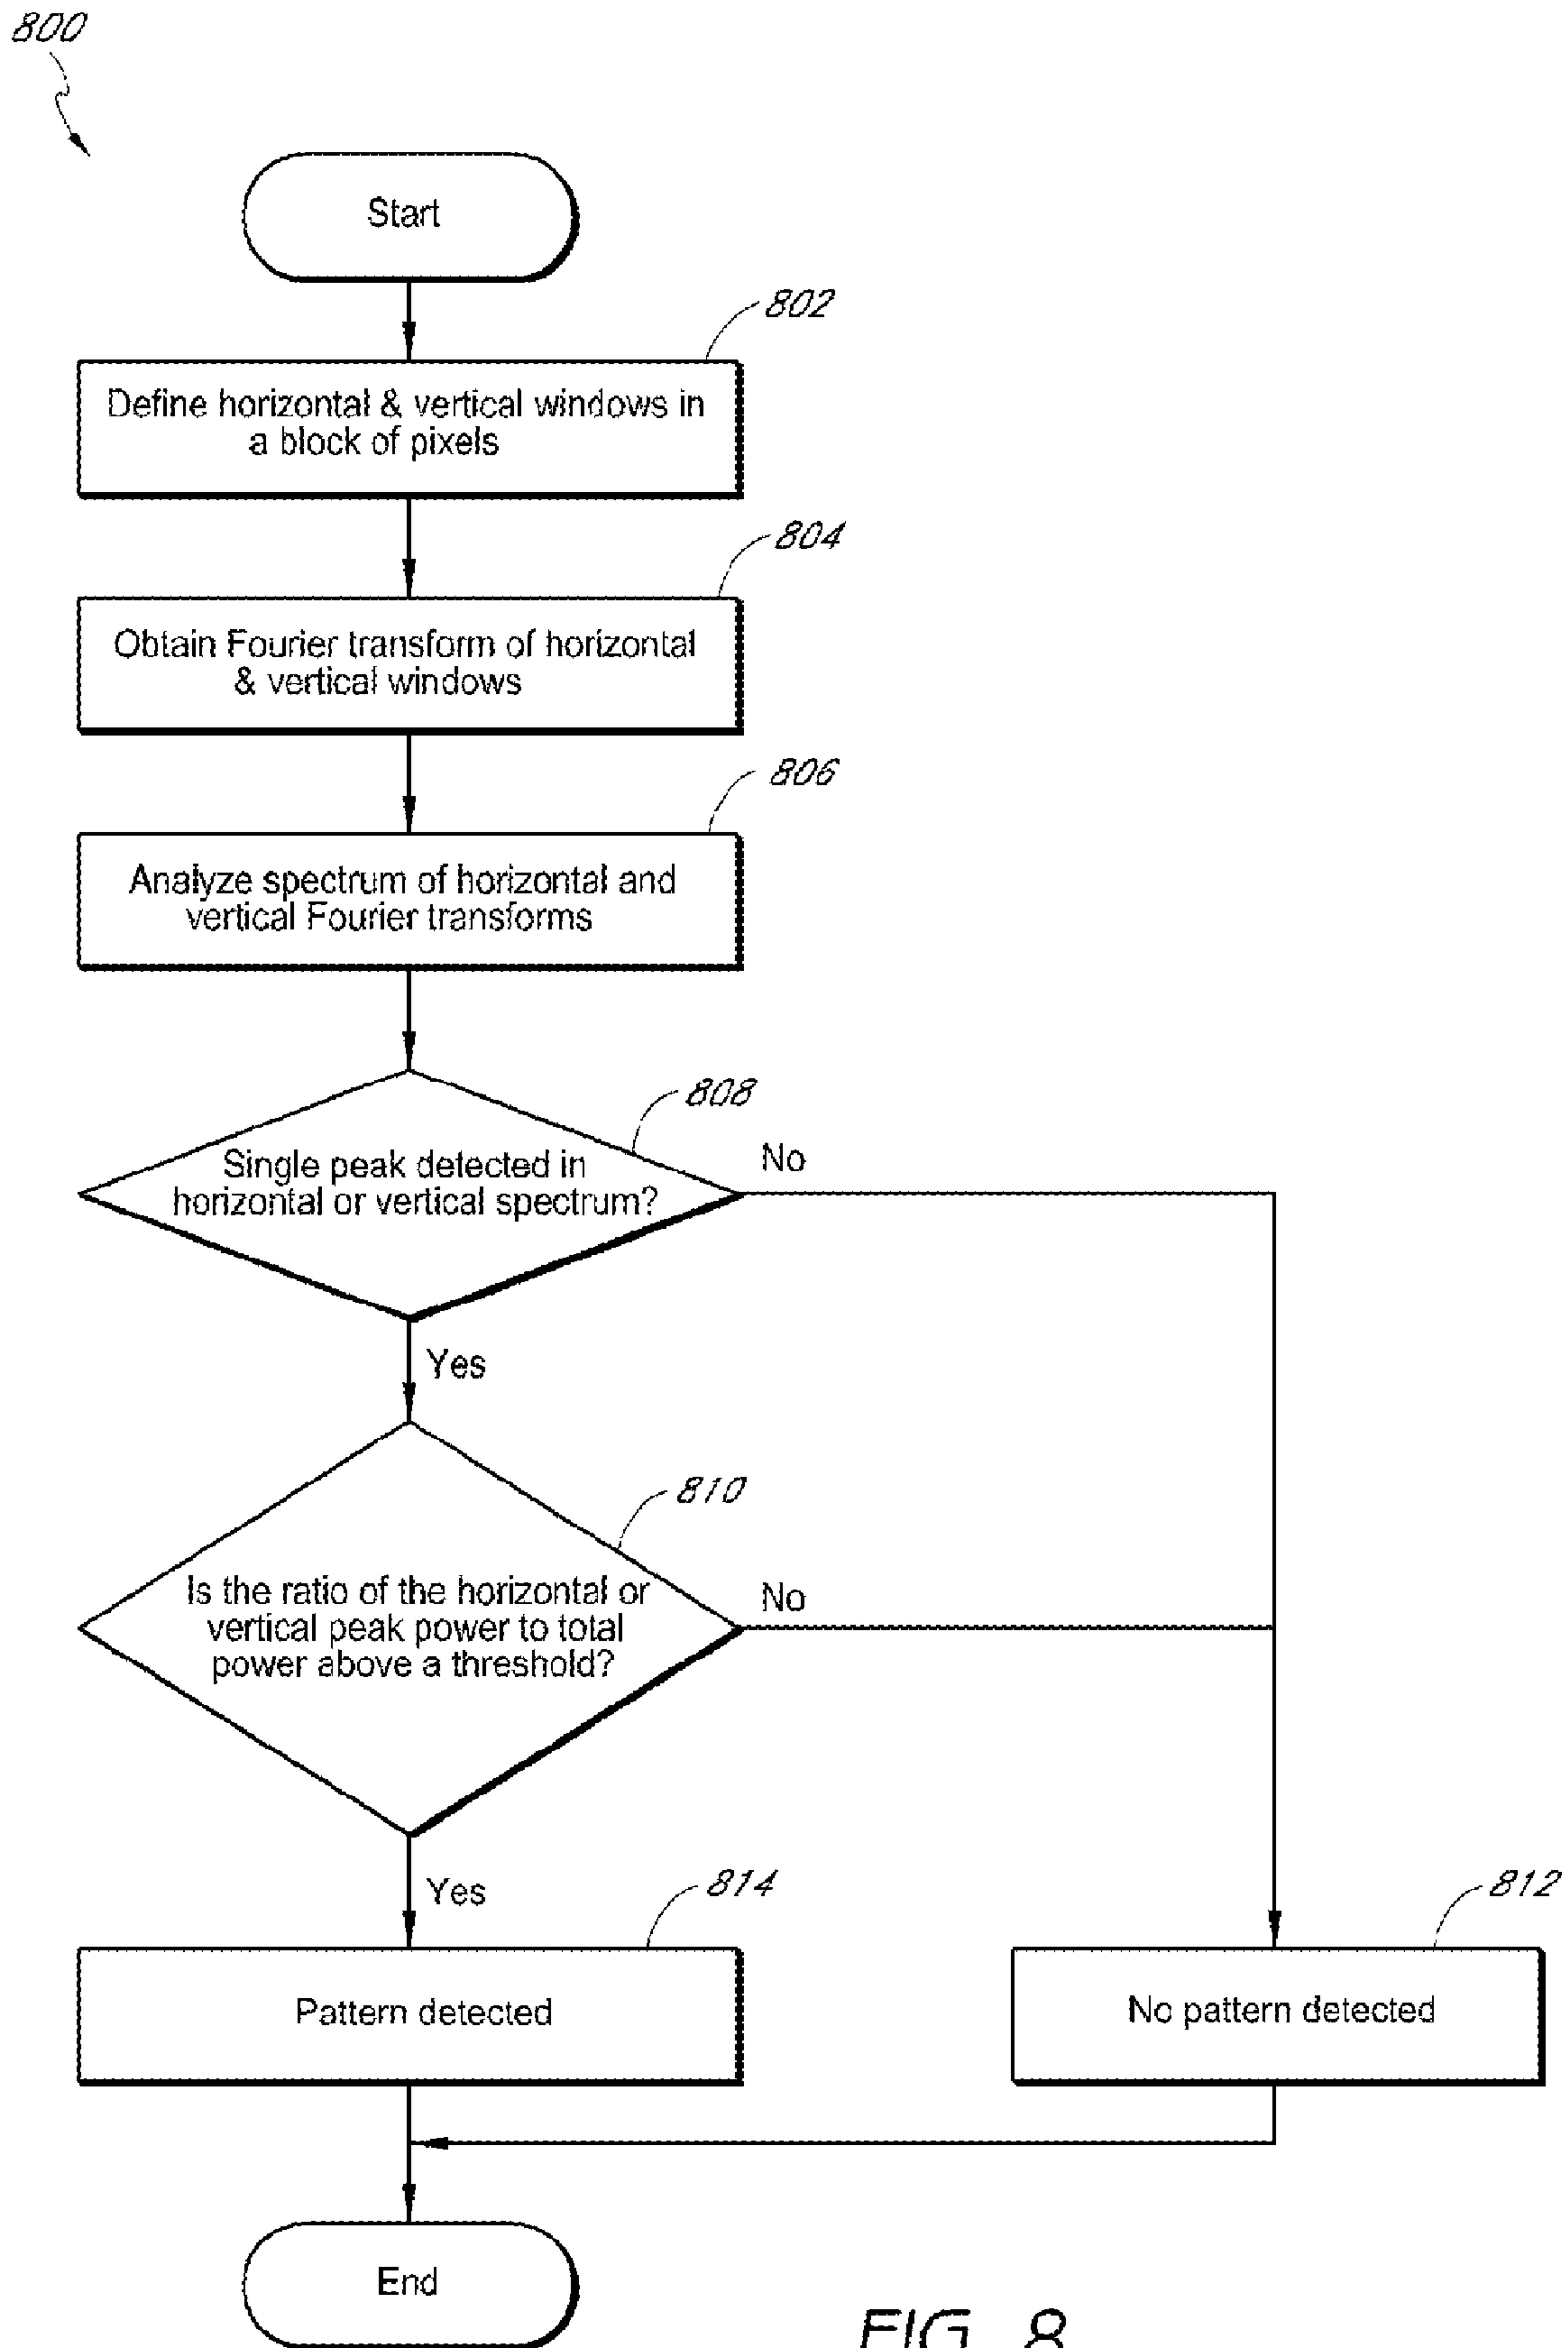 800
Start
802
Define horizontal & vertical windows in
a block of pixels
804
Obtain Fourier transform of horizontal
& vertical windows
806
Analyze spectrum of horizontal and
vertical Fourier transforms
808
Single peak detected in
horizontal or vertical spectrum?
No
Yes
810
Is the ratio of the horizontal or
vertical peak power to total
power above a threshold?
No
Yes
814
Pattern detected
812
No pattern detected
End
FIG. 8